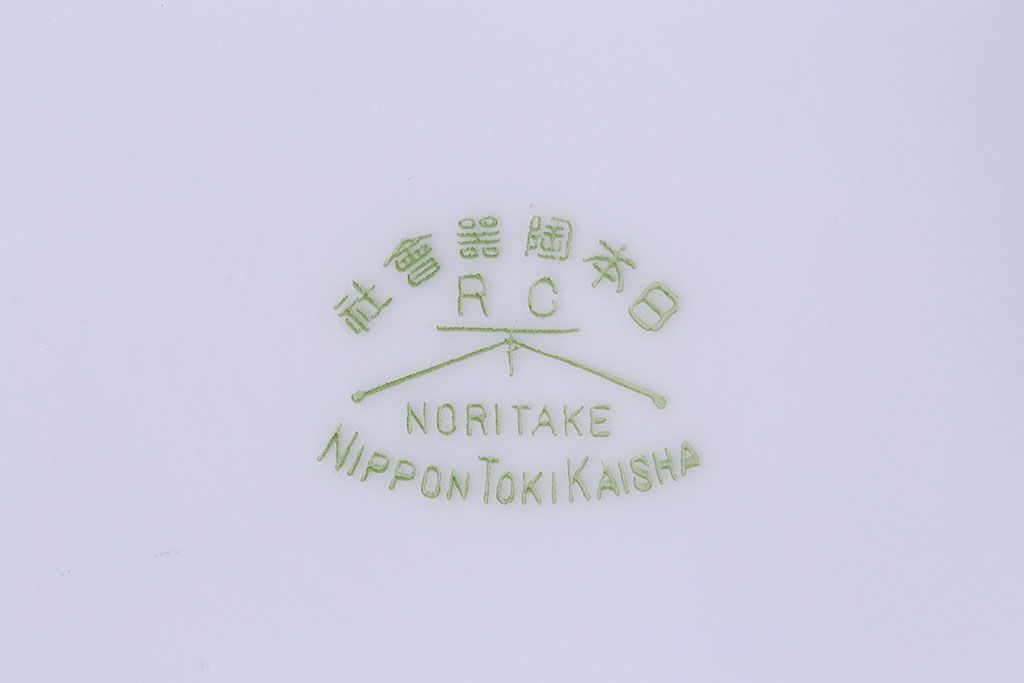 日本陶器會社
R C
NORITAKE
NIPPON TOKI KAISHA